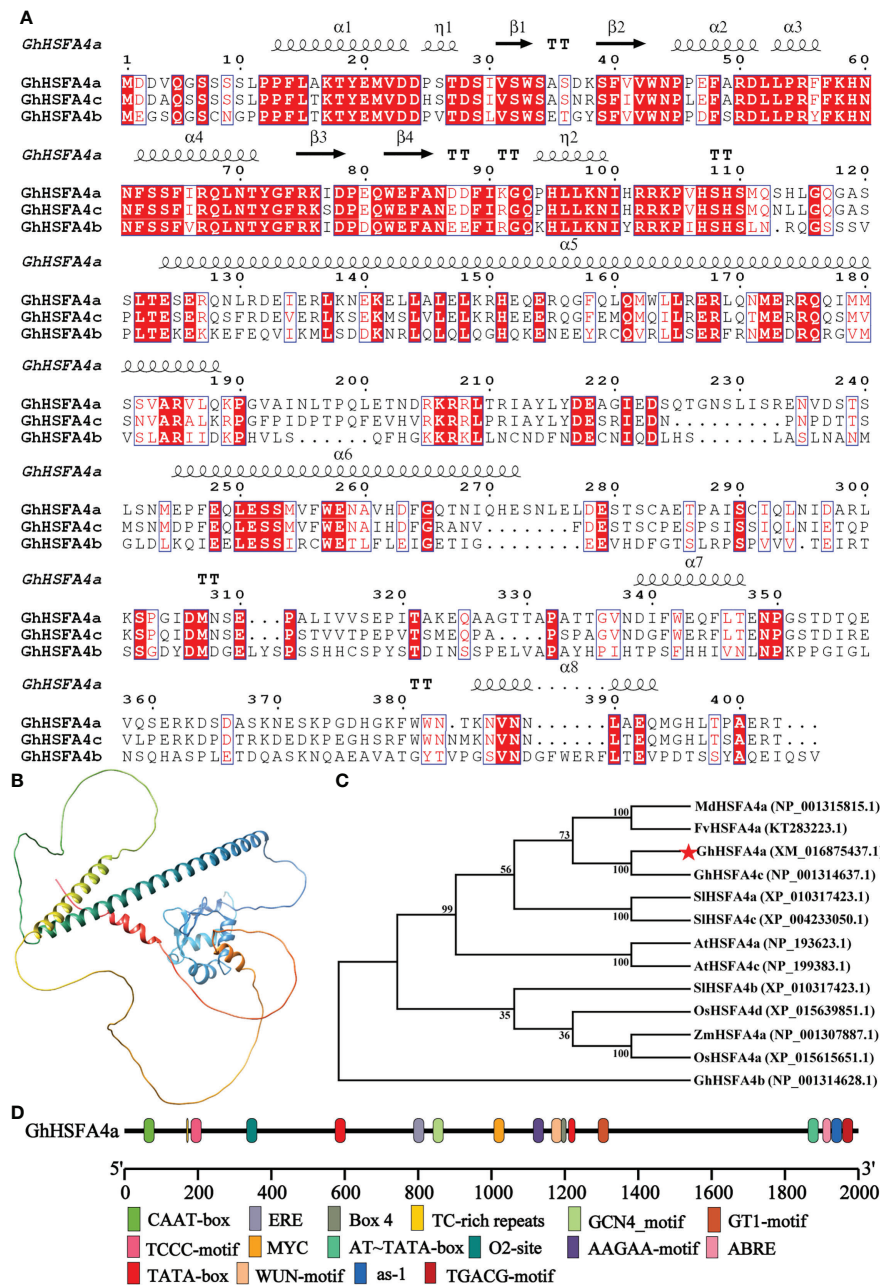 A
α1 η1 β1 TT β2 α2 α3
GhHSFA4a
1 10 20 30 40 50 60
GhHSFA4a MDDVQGSSSSLPPFLAKTYEMVDDPSTDSIVSWSASDKSFVVWNPPEFARDLLPRFFKHN
GhHSFA4c MDDAQSSSSSLPPFLTKTYEMVDDHSTDSIVSWSASNRSFIVWNPLEFARDLLPRFFKHN
GhHSFA4b MEGSQGSCNGPPPFLTKTYEMVDDPVTDSLVSWSETGYSFVVWNPPDFSRDLLPRYFKHN
α4 β3 β4 TT TT η2 TT
GhHSFA4a
70 80 90 100 110 120
GhHSFA4a NFSSFIRQLNTYGFRKIDPEQWEFANDDFIKGQPHLLKNIHRRKPVHSHSMQSHLGQGAS
GhHSFA4c NFSSFIRQLNTYGFRKSDPEQWEFANEDFIRGQPHLLKNIYRRKPVHSHSMQNLLGQGAS
GhHSFA4b NFSSFVRQLNTYGFRKIDPDQWEFANEEFIRGQKHLLKNIHRRKPIHSHSLN.RQGSSSV
α5
GhHSFA4a
130 140 150 160 170 180
GhHSFA4a SLTESERQNLRDEIERLKNEKELLALELKRHEQERQGFQLQMWLLRERLQNMERRQQIMM
GhHSFA4c PLTESERQSFRDEVERLKSEKMSLVLELKRHEEERQGFEMQMQILRERLQTMERRQQSMV
GhHSFA4b PLTEKEKKEFEQVIKMLSDDKNRLQLQLQGHQKENEEYRCQVRLLSERFRNMEDRQRGVM
GhHSFA4a
190 200 210 220 230 240
GhHSFA4a SSVARVLQKPGVAINLTPQLETNDRKRRLTRIAYLYDEAGIEDSQTGNSLISRENVDSTS
GhHSFA4c SNVARALKRPGFPIDPTPQFEVHVRKRRLPRIAYLYDESRIEDN.........PNPDTTS
GhHSFA4b VSLARIIDKPHVLS.....QFHGKKRKLLNCNDFNDECNIQDLHS.....LASLNANM
α6
GhHSFA4a
250 260 270 280 290 300
GhHSFA4a LSNMEPFEQLESSMVFWENAVHDFGQTNIQHESNLELDESTSCAETPAISCIQLNIDARL
GhHSFA4c MSNMDPFEQLESSMVFWENAIHDFGRANV.......FDESTSCPESPSISSIQLNIETQP
GhHSFA4b GLDLKQIEELESSIRCWETLFLEIGETIG.......EEVHDFGTSLRPSPVVV.TEIRT
TT α7
GhHSFA4a
310 320 330 340 350
GhHSFA4a KSPGIDMNSE...PALIVVSEPITAKEQAAGTTAPATTGVNDIFWEQFLTENPGSTDTQE
GhHSFA4c KSPQIDMNSE...PSTVVTPEPVTSMEQPA....PSPAGVNDGFWERFLTENPGSTDIRE
GhHSFA4b SSGDYDMDGELYSPSSHHCSPYSTDINSSPELVAPAYHPIHTPSFHHIVNLNPKPPGIGL
TT α8
GhHSFA4a
360 370 380 390 400
GhHSFA4a VQSERKDSDASKNESKPGDHGKFWWN.TKNVNN......LAEQMGHLTPAERT...
GhHSFA4c VLPERKDPDTRKDEDKPEGHGRFWWNNMKNVNN......LTEQMGHLTSAERT...
GhHSFA4b NSQHASPLETDQASKNQAEAVATGYTVPGSVNDGFWERFLTEVPDTSSYAQEIQSV
B
C
100 MdHSFA4a (NP_001315815.1)
73 FvHSFA4a (KT283223.1)
GhHSFA4a (XM_016875437.1)
56 100 GhHSFA4c (NP_001314637.1)
SlHSFA4a (XP_010317423.1)
99 100 SlHSFA4c (XP_004233050.1)
AtHSFA4a (NP_193623.1)
100 AtHSFA4c (NP_199383.1)
SlHSFA4b (XP_010317423.1)
35 OsHSFA4d (XP_015639851.1)
36 ZmHSFA4a (NP_001307887.1)
100 OsHSFA4a (XP_015615651.1)
GhHSFA4b (NP_001314628.1)
D
GhHSFA4a
5' 3'
0 200 400 600 800 1000 1200 1400 1600 1800 2000
CAAT-box ERE Box 4 TC-rich repeats GCN4_motif GT1-motif
TCCC-motif MYC AT~TATA-box O2-site AAGAA-motif ABRE
TATA-box WUN-motif as-1 TGACG-motif